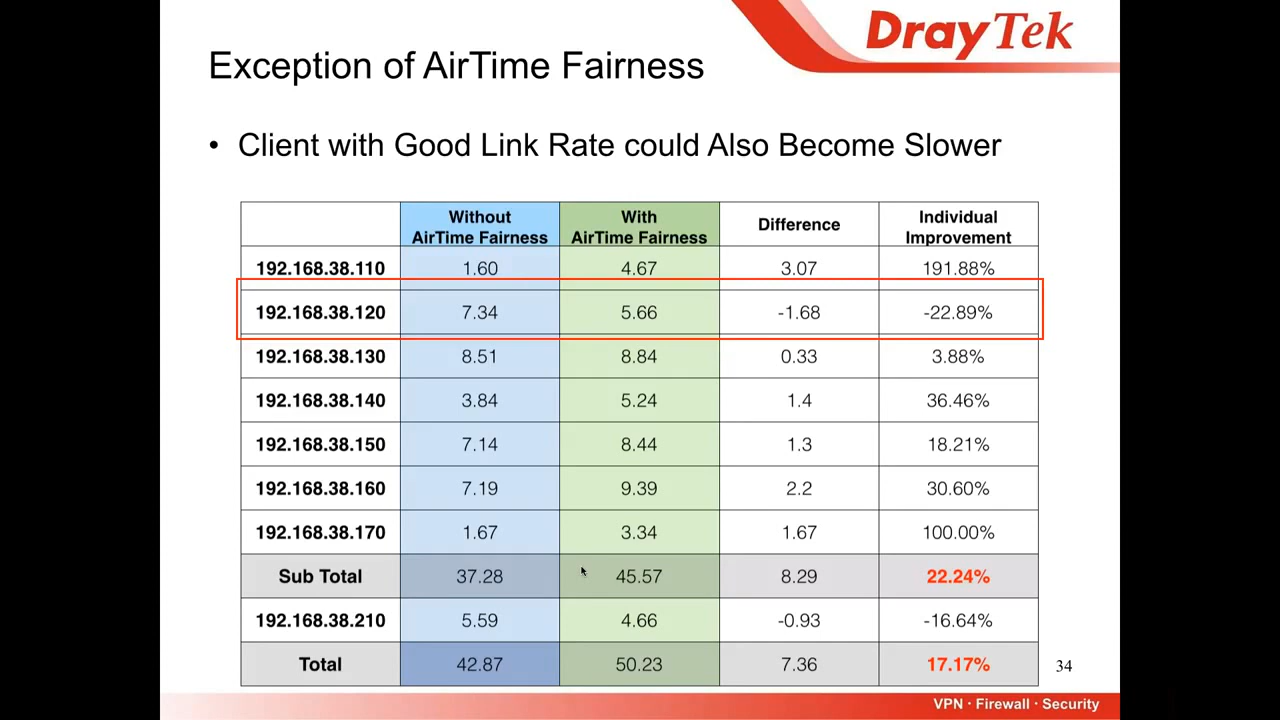 DrayTek
Exception of AirTime Fairness
• Client with Good Link Rate could Also Become Slower
Without AirTime Fairness With AirTime Fairness Difference Individual Improvement
192.168.38.110 1.60 4.67 3.07 191.88%
192.168.38.120 7.34 5.66 -1.68 -22.89%
192.168.38.130 8.51 8.84 0.33 3.88%
192.168.38.140 3.84 5.24 1.4 36.46%
192.168.38.150 7.14 8.44 1.3 18.21%
192.168.38.160 7.19 9.39 2.2 30.60%
192.168.38.170 1.67 3.34 1.67 100.00%
Sub Total 37.28 45.57 8.29 22.24%
192.168.38.210 5.59 4.66 -0.93 -16.64%
Total 42.87 50.23 7.36 17.17%
34
VPN · Firewall · Security